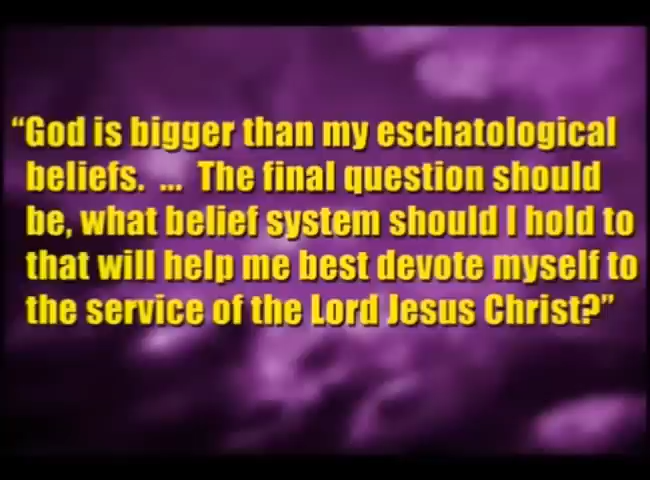 “God is bigger than my eschatological
beliefs. ... The final question should
be, what belief system should I hold to
that will help me best devote myself to
the service of the Lord Jesus Christ?”